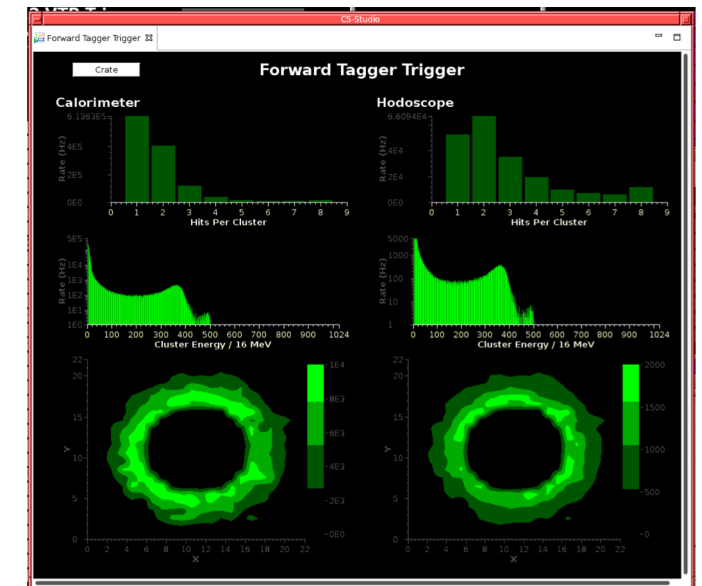 CS-Studio
Forward Tagger Trigger
Crate
Forward Tagger Trigger
Calorimeter
6.1363E5
4E5
2E5
0E0
Rate (Hz)
0 1 2 3 4 5 6 7 8 9
Hits Per Cluster
Hodoscope
6.6094E4
4E4
2E4
0E0
Rate (Hz)
0 1 2 3 4 5 6 7 8 9
Hits Per Cluster
5E5
1E4
1E3
1E2
1E1
1E0
Rate (Hz)
0 100 200 300 400 500 600 700 800 900 1024
Cluster Energy / 16 MeV
5000
1000
100
10
1
Rate (Hz)
0 100 200 300 400 500 600 700 800 900 1024
Cluster Energy / 16 MeV
22
20
15
10
5
0
Y
0 2 4 6 8 10 12 14 16 18 20 22
X
1E4
8E3
6E3
4E3
2E3
0E0
22
20
15
10
5
0
Y
0 2 4 6 8 10 12 14 16 18 20 22
X
2000
1500
1000
500
0